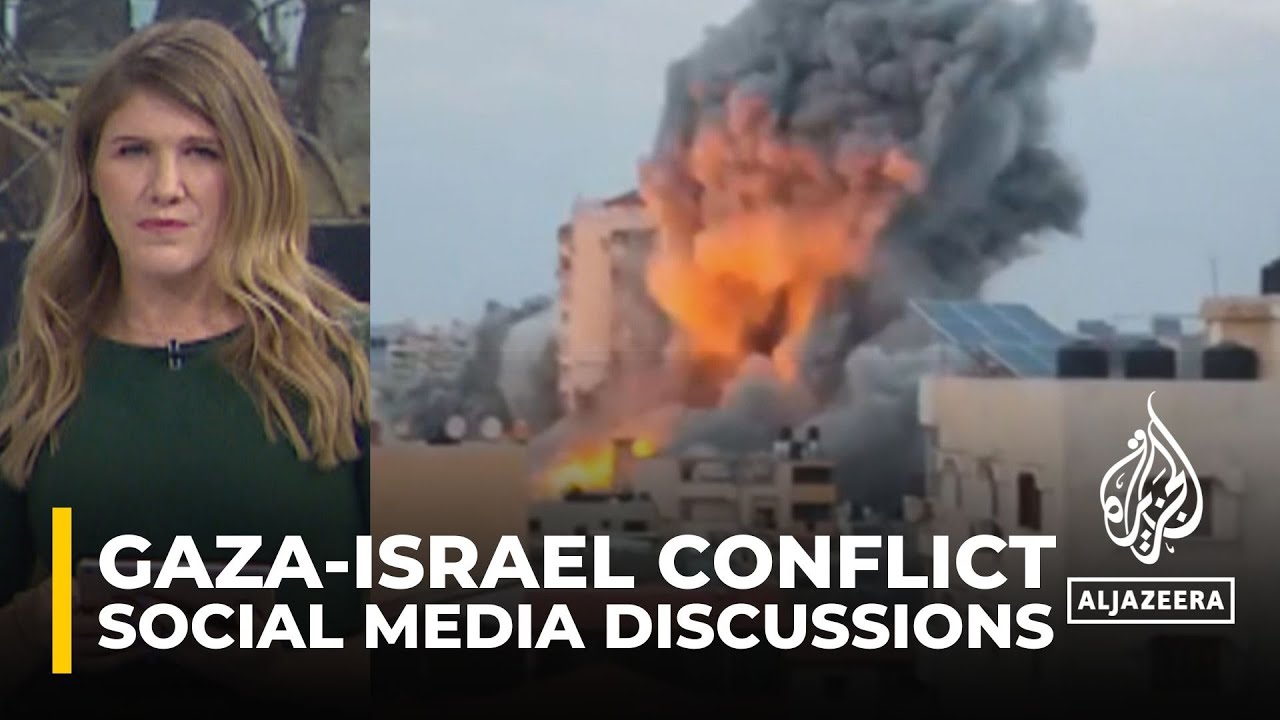 GAZA-ISRAEL CONFLICT
SOCIAL MEDIA DISCUSSIONS
الجزيرة
ALJAZEERA